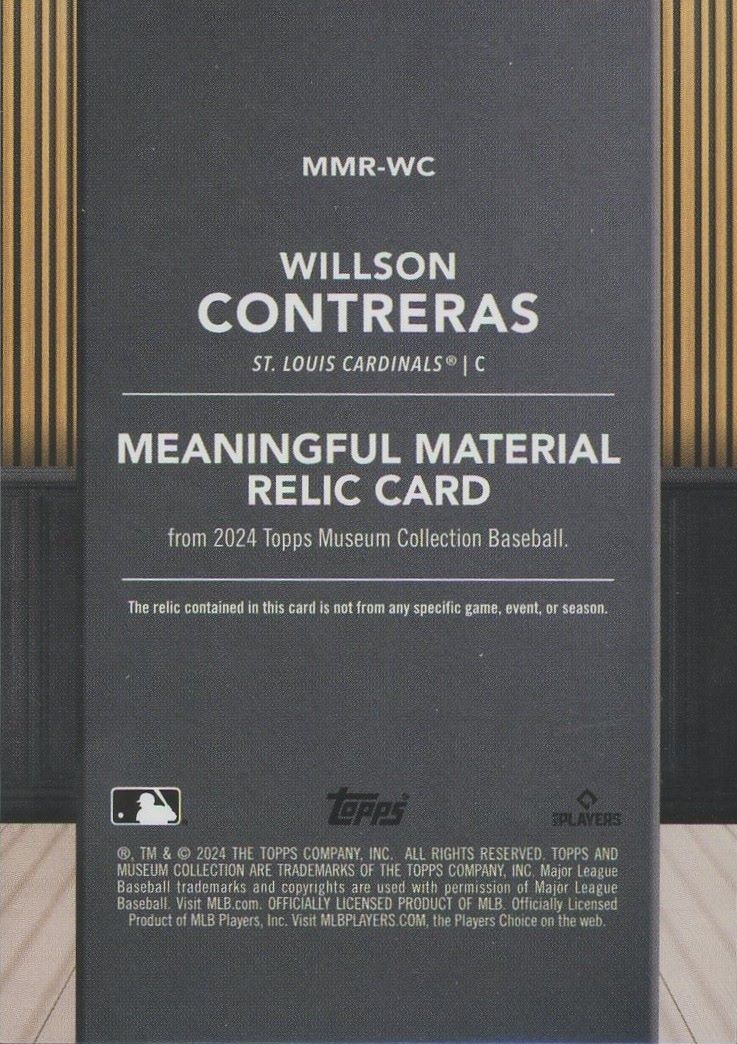 MMR-WC
WILLSON
CONTRERAS
ST. LOUIS CARDINALS® | C
MEANINGFUL MATERIAL
RELIC CARD
from 2024 Topps Museum Collection Baseball.
The relic contained in this card is not from any specific game, event, or season.
topps®
MLB PLAYERS
®, TM & © 2024 THE TOPPS COMPANY, INC. ALL RIGHTS RESERVED. TOPPS AND
MUSEUM COLLECTION ARE TRADEMARKS OF THE TOPPS COMPANY, INC. Major League
Baseball trademarks and copyrights are used with permission of Major League
Baseball. Visit MLB.com. OFFICIALLY LICENSED PRODUCT OF MLB. Officially Licensed
Product of MLB Players, Inc. Visit MLBPLAYERS.COM, the Players Choice on the web.